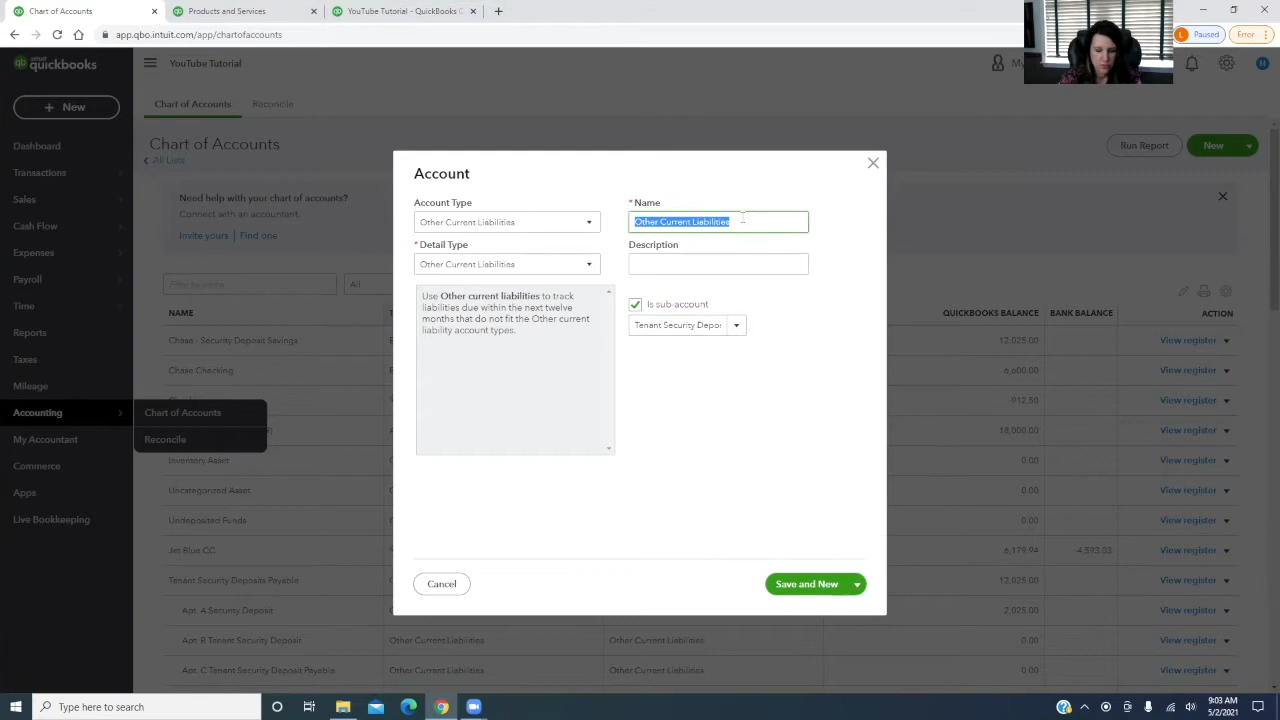 Chart of Accounts
Products and Services
YouTube Tutorial - QuickBooks C
app.qbo.intuit.com/app/chartofaccounts
L Paused
Error
intuit quickbooks
YouTube Tutorial
My
H
+ New
Chart of Accounts
Reconcile
Dashboard
Transactions
Sales
Cash Flow
Expenses
Payroll
Time
Reports
Taxes
Mileage
Accounting
My Accountant
Commerce
Apps
Live Bookkeeping
Chart of Accounts
Reconcile
Chart of Accounts
All Lists
Run Report
New
Need help with your chart of accounts?
Connect with an accountant.
Invite yours | Find one
Filter by name
All
NAME
QUICKBOOKS BALANCE
BANK BALANCE
ACTION
Chase - Security Deposit Savings
12,025.00
View register
Chase Checking
6,600.00
View register
-912.50
View register
18,000.00
View register
Inventory Asset
0.00
View register
Uncategorized Asset
0.00
View register
Undeposited Funds
0.00
View register
Jet Blue CC
6,179.94
-4,593.03
View register
Tenant Security Deposits Payable
12,025.00
View register
Apt. A Security Deposit
2,025.00
View register
Apt. B Tenant Security Deposit
Other Current Liabilities
Other Current Liabilities
0.00
View register
Apt. C Tenant Security Deposit Payable
Other Current Liabilities
Other Current Liabilities
0.00
View register
Account
Account Type
Other Current Liabilities
* Detail Type
Other Current Liabilities
Use Other current liabilities to track
liabilities due within the next twelve
months that do not fit the Other current
liability account types.
* Name
Other Current Liabilities
Description
Is sub-account
Tenant Security Depos
Cancel
Save and New
Type here to search
9:03 AM
5/2/2021